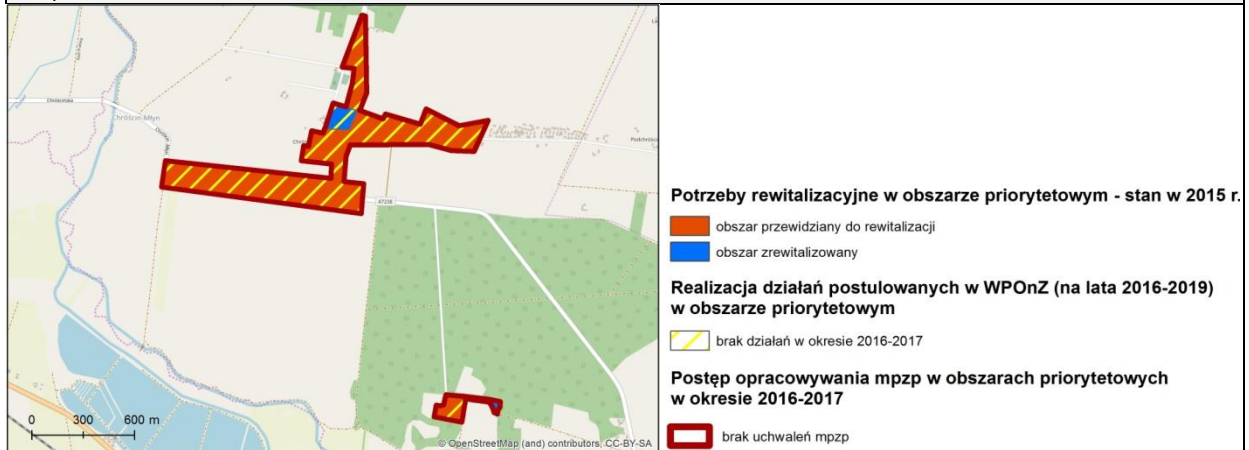 Chróścińska
Chróścin-Młyn
47238
0 300 600 m
© OpenStreetMap (and) contributors, CC-BY-SA
Potrzeby rewitalizacyjne w obszarze priorytetowym - stan w 2015 r.
obszar przewidziany do rewitalizacji
obszar zrewitalizowany
Realizacja działań postulowanych w WPOnZ (na lata 2016-2019)
w obszarze priorytetowym
brak działań w okresie 2016-2017
Postęp opracowywania mpzp w obszarach priorytetowych
w okresie 2016-2017
brak uchwaleń mpzp